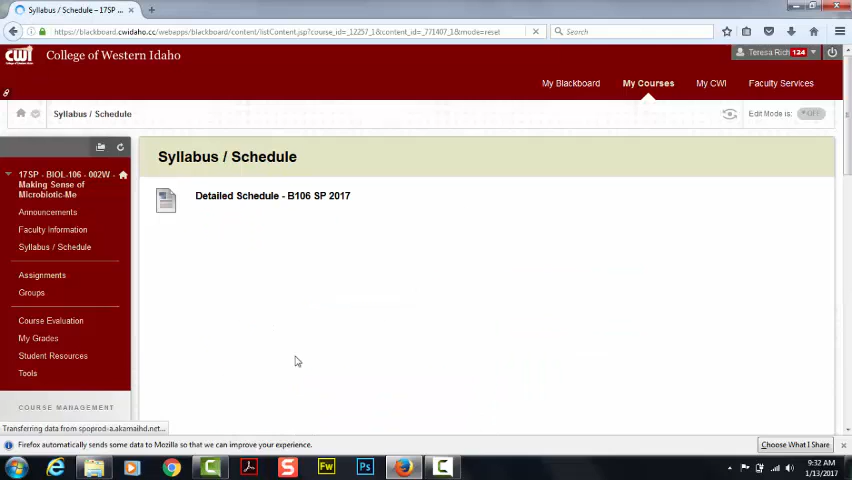 Syllabus / Schedule – 17SP ...
https://blackboard.cwidaho.cc/webapps/blackboard/content/listContent.jsp?course_id=_12257_1&content_id=_771407_1&mode=reset
Search
CWI
College of Western Idaho
Teresa Rich 124
My Blackboard
My Courses
My CWI
Faculty Services
Syllabus / Schedule
Edit Mode is:
OFF
Syllabus / Schedule
Detailed Schedule - B106 SP 2017
17SP - BIOL-106 - 002W -
Making Sense of
Microbiotic-Me
Announcements
Faculty Information
Syllabus / Schedule
Assignments
Groups
Course Evaluation
My Grades
Student Resources
Tools
COURSE MANAGEMENT
Transferring data from spoprod-a.akamaihd.net...
Firefox automatically sends some data to Mozilla so that we can improve your experience.
Choose What I Share
S
Fw
Ps
9:32 AM
1/13/2017